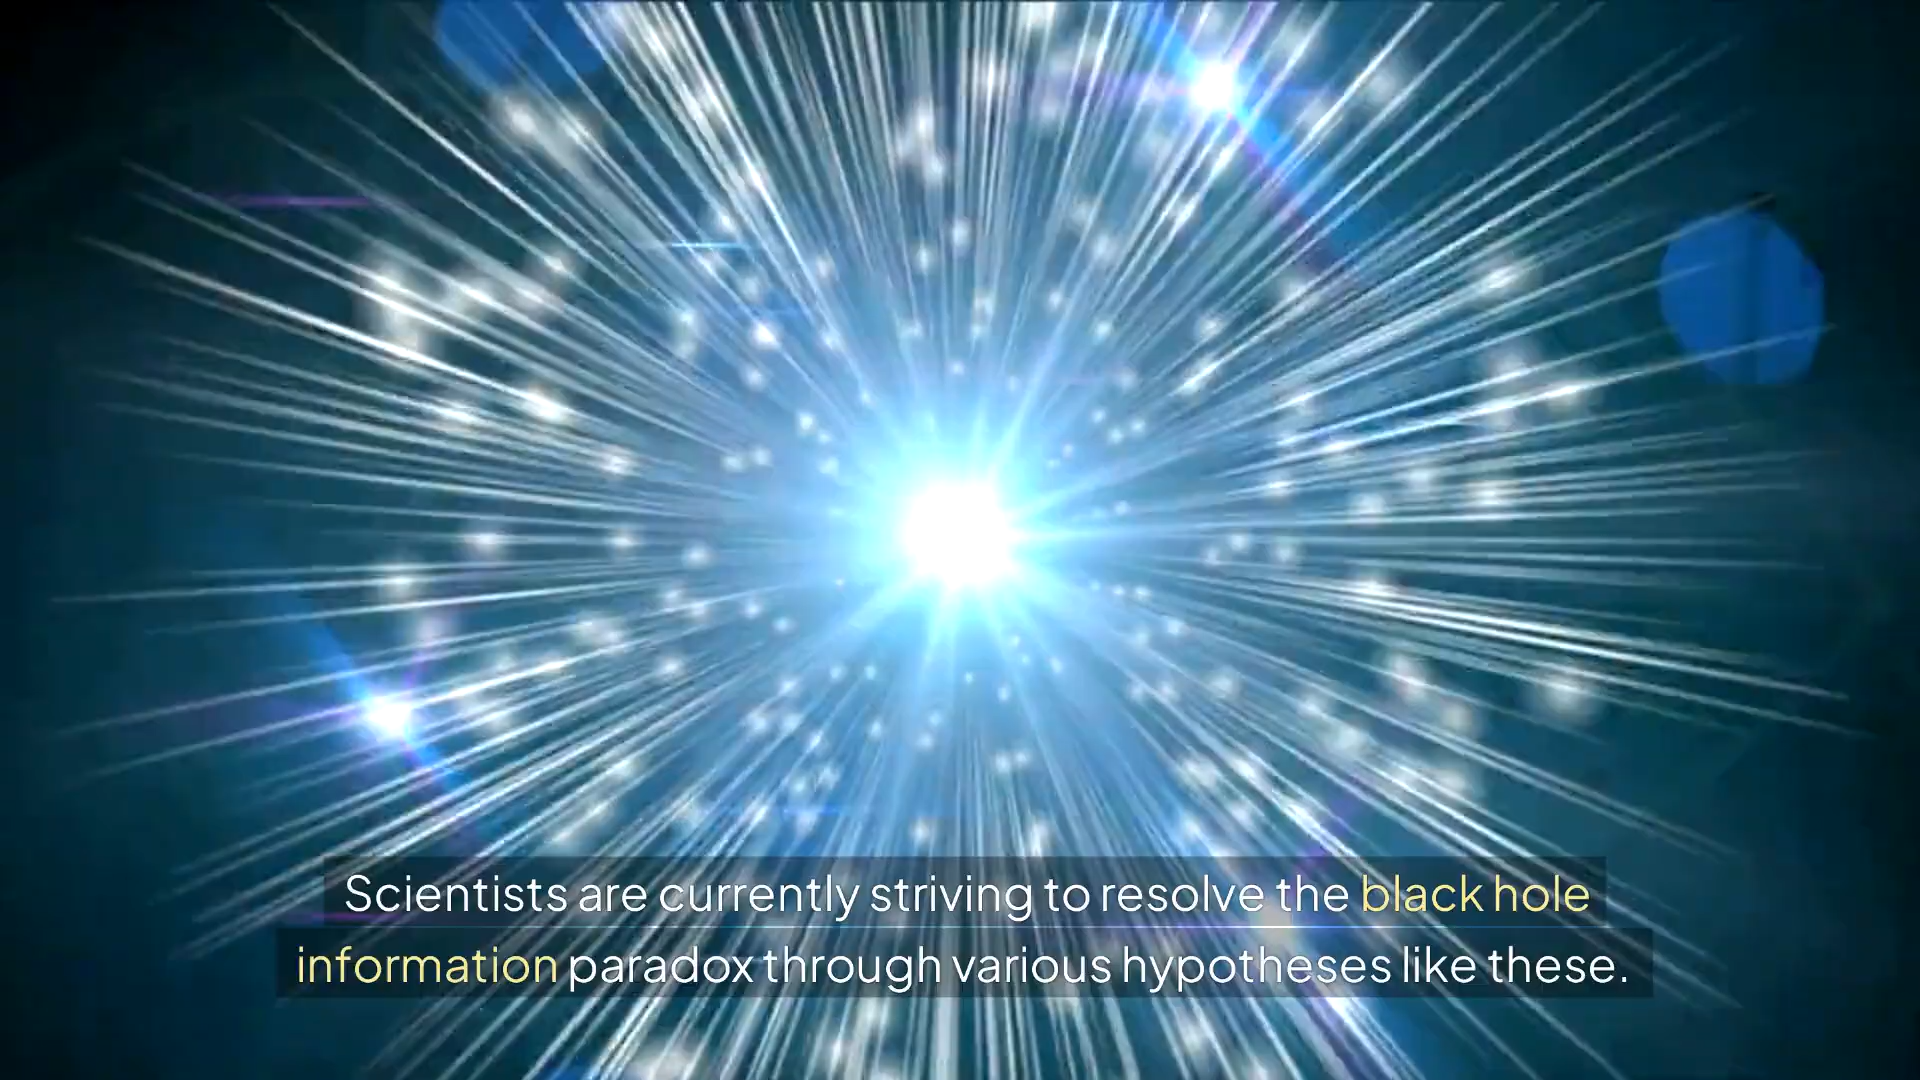 Scientists are currently striving to resolve the black hole
information paradox through various hypotheses like these.